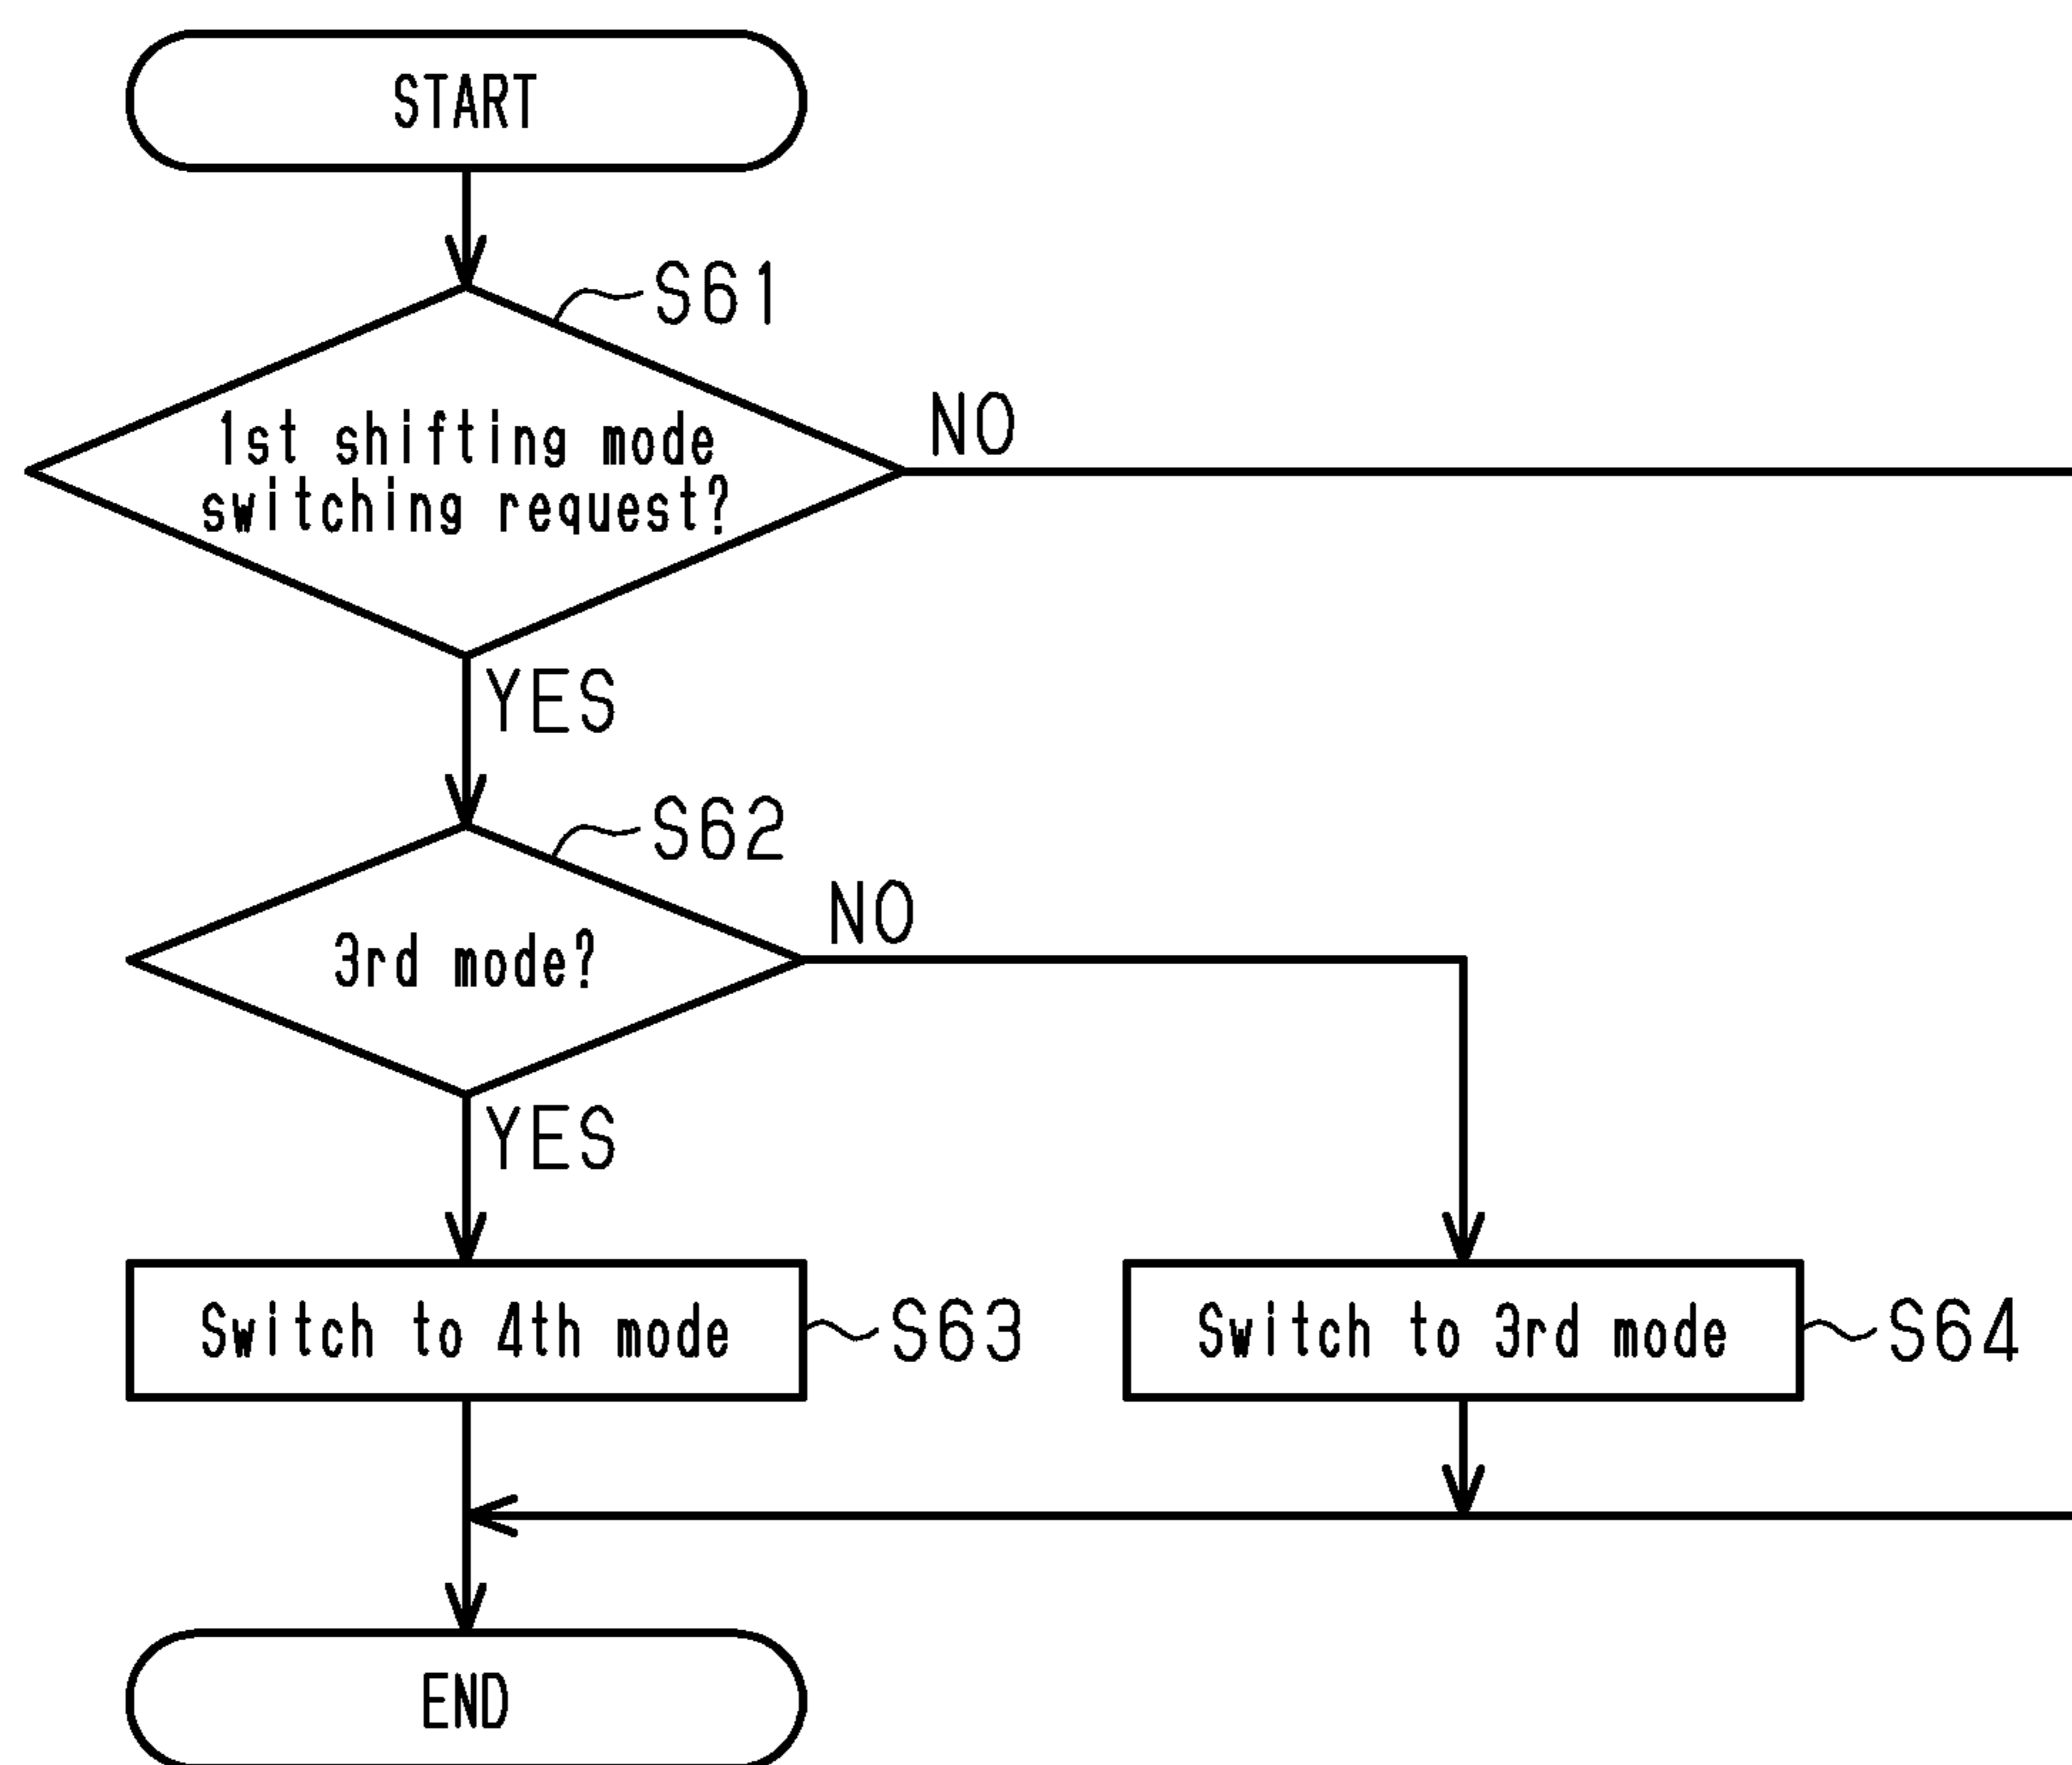 START
S61
1st shifting mode
switching request?
NO
YES
S62
3rd mode?
NO
YES
Switch to 4th mode
S63
Switch to 3rd mode
S64
END